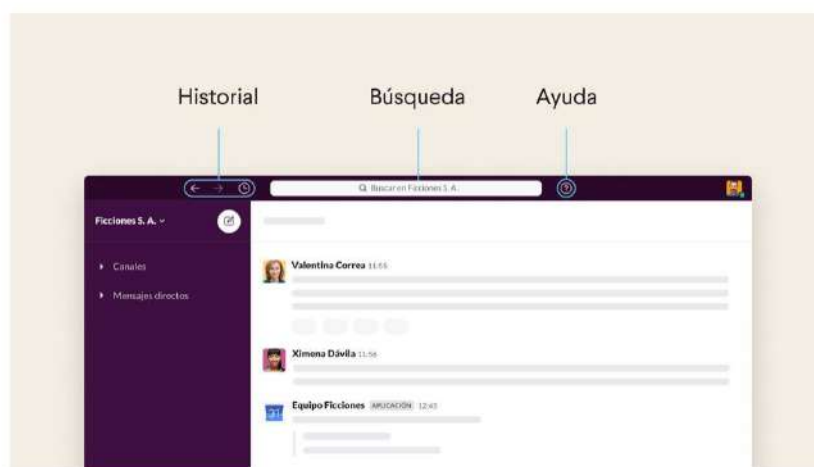 Historial Búsqueda Ayuda
Buscar en Ficciones S. A.
Ficciones S. A.
Canales
Mensajes directos
Valentina Correa 11:55
Ximena Dávila 11:56
Equipo Ficciones APLICACIÓN 12:45
31